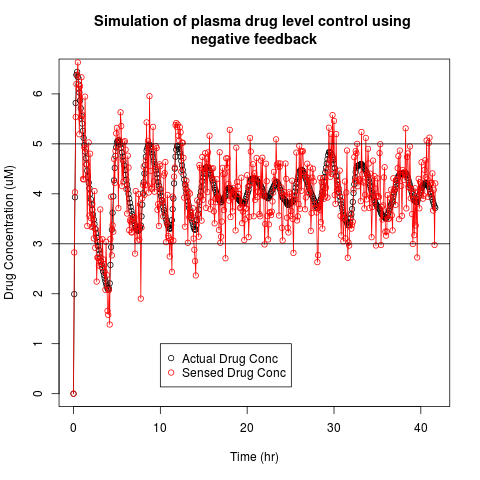 Simulation of plasma drug level control using
negative feedback
Drug Concentration (uM)
6
5
4
3
2
1
0
Actual Drug Conc
Sensed Drug Conc
0 10 20 30 40
Time (hr)